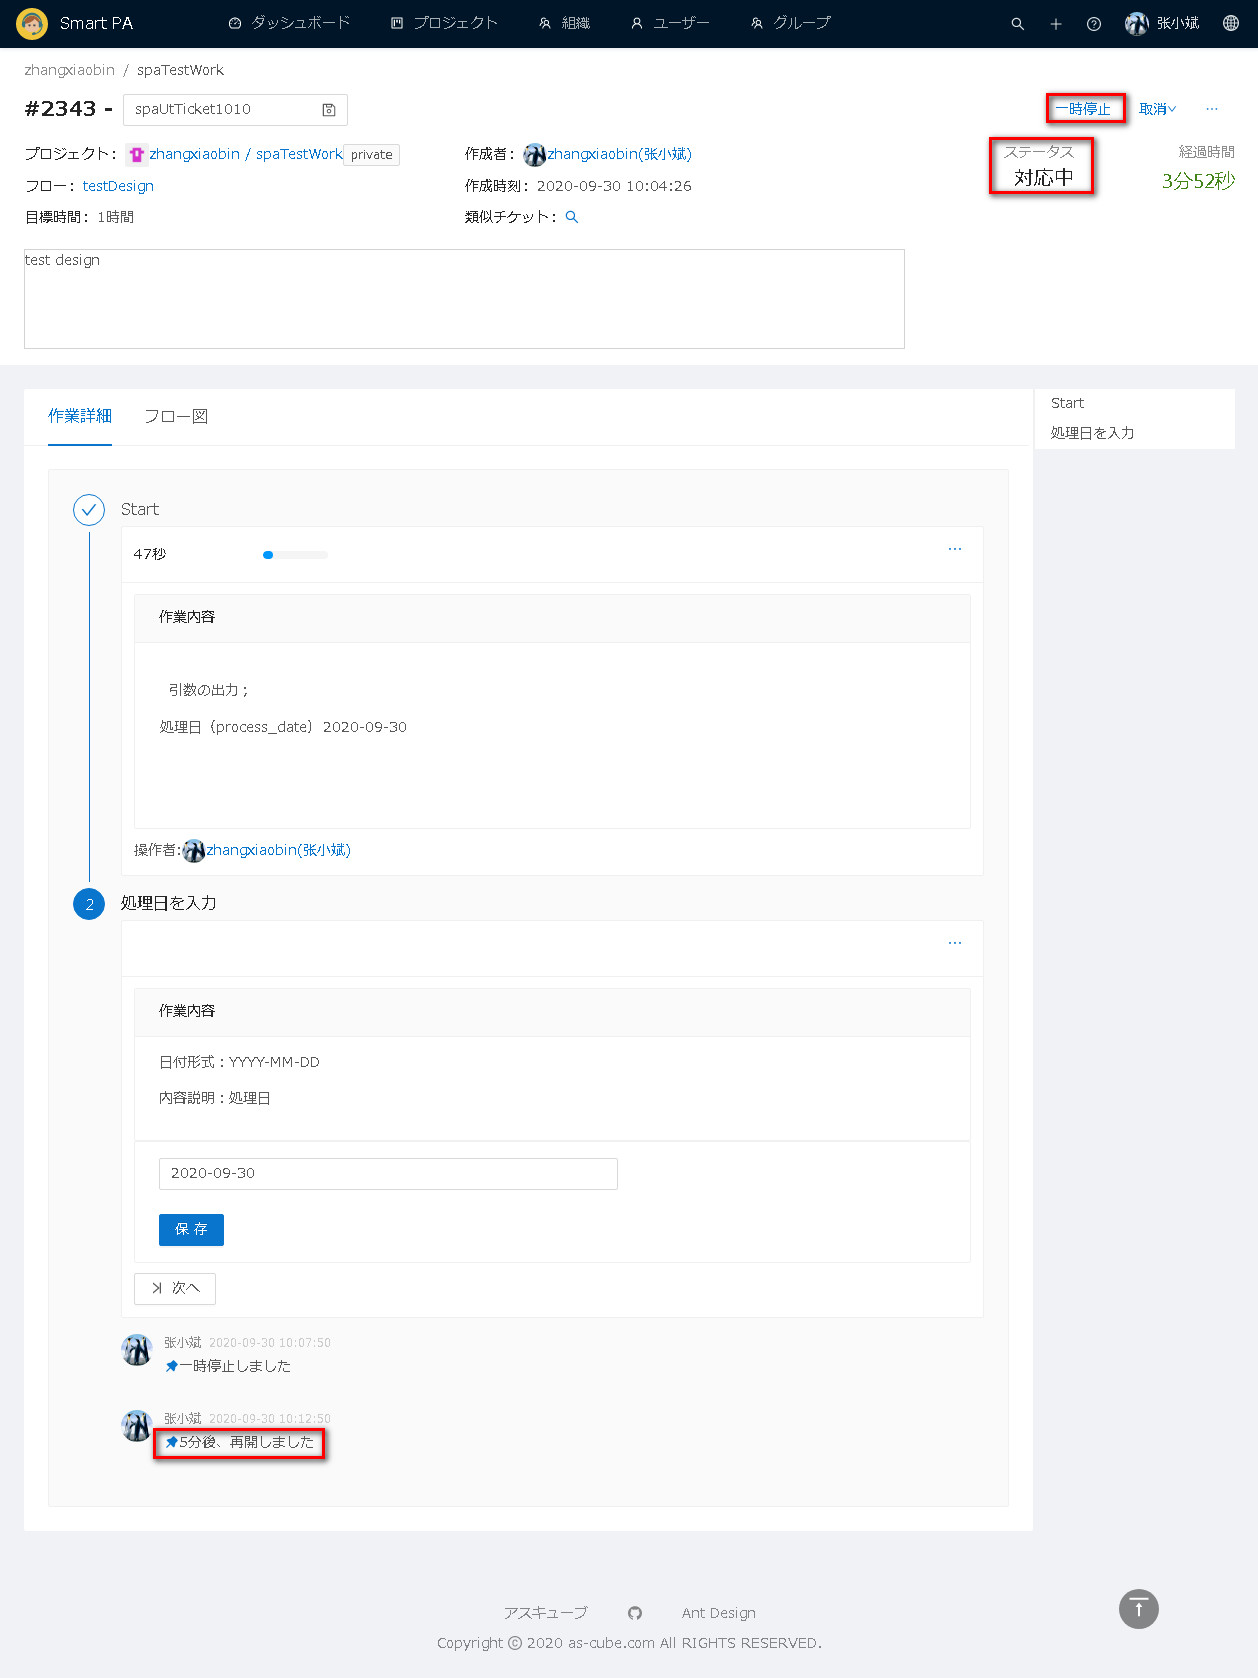 Smart PA ダッシュボード プロジェクト 組織 ユーザー グループ 张小斌
zhangxiaobin / spaTestWork
#2343 - spaUtTicket1010 一時停止 取消 ...
プロジェクト： zhangxiaobin / spaTestWork private 作成者： zhangxiaobin(张小斌) ステータス 経過時間
対応中 3分52秒
フロー： testDesign 作成時刻： 2020-09-30 10:04:26
目標時間： 1時間 類似チケット：
test design
作業詳細 フロー図
Start
処理日を入力
Start
47秒 ...
作業内容
引数の出力；
処理日（process_date）2020-09-30
操作者:zhangxiaobin(张小斌)
2 処理日を入力
...
作業内容
日付形式：YYYY-MM-DD
内容説明：処理日
2020-09-30
保 存
次へ
张小斌 2020-09-30 10:07:50
一時停止しました
张小斌 2020-09-30 10:12:50
5分後、再開しました
アスキューブ Ant Design
Copyright © 2020 as-cube.com All RIGHTS RESERVED.